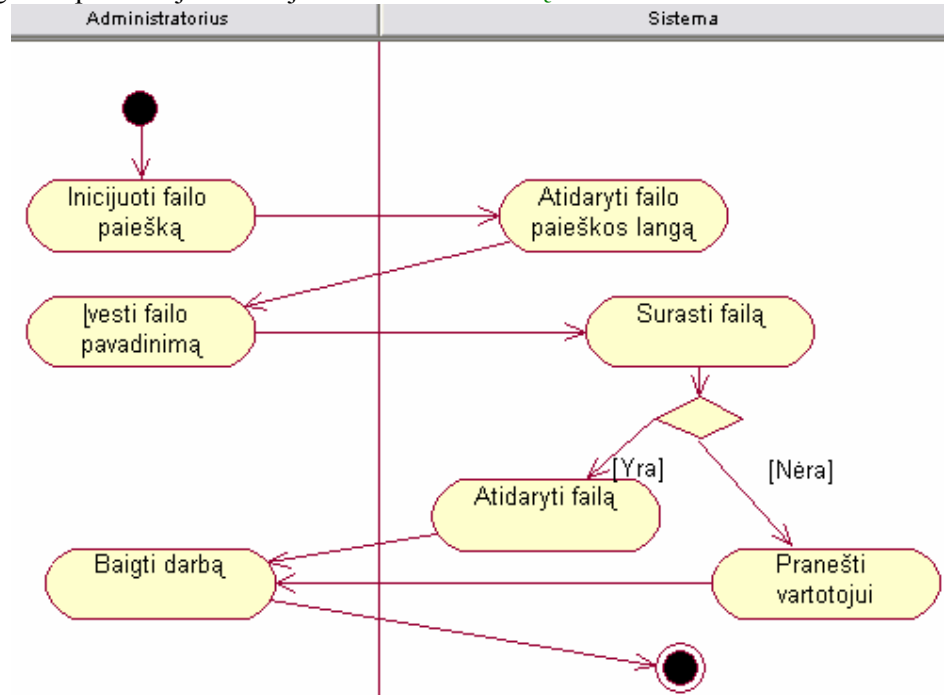 Administratorius
Sistema
Inicijuoti failo
paiešką
Atidaryti failo
paieškos langą
Įvesti failo
pavadinimą
Surasti failą
[Yra]
[Nėra]
Atidaryti failą
Baigti darbą
Pranešti
vartotojui